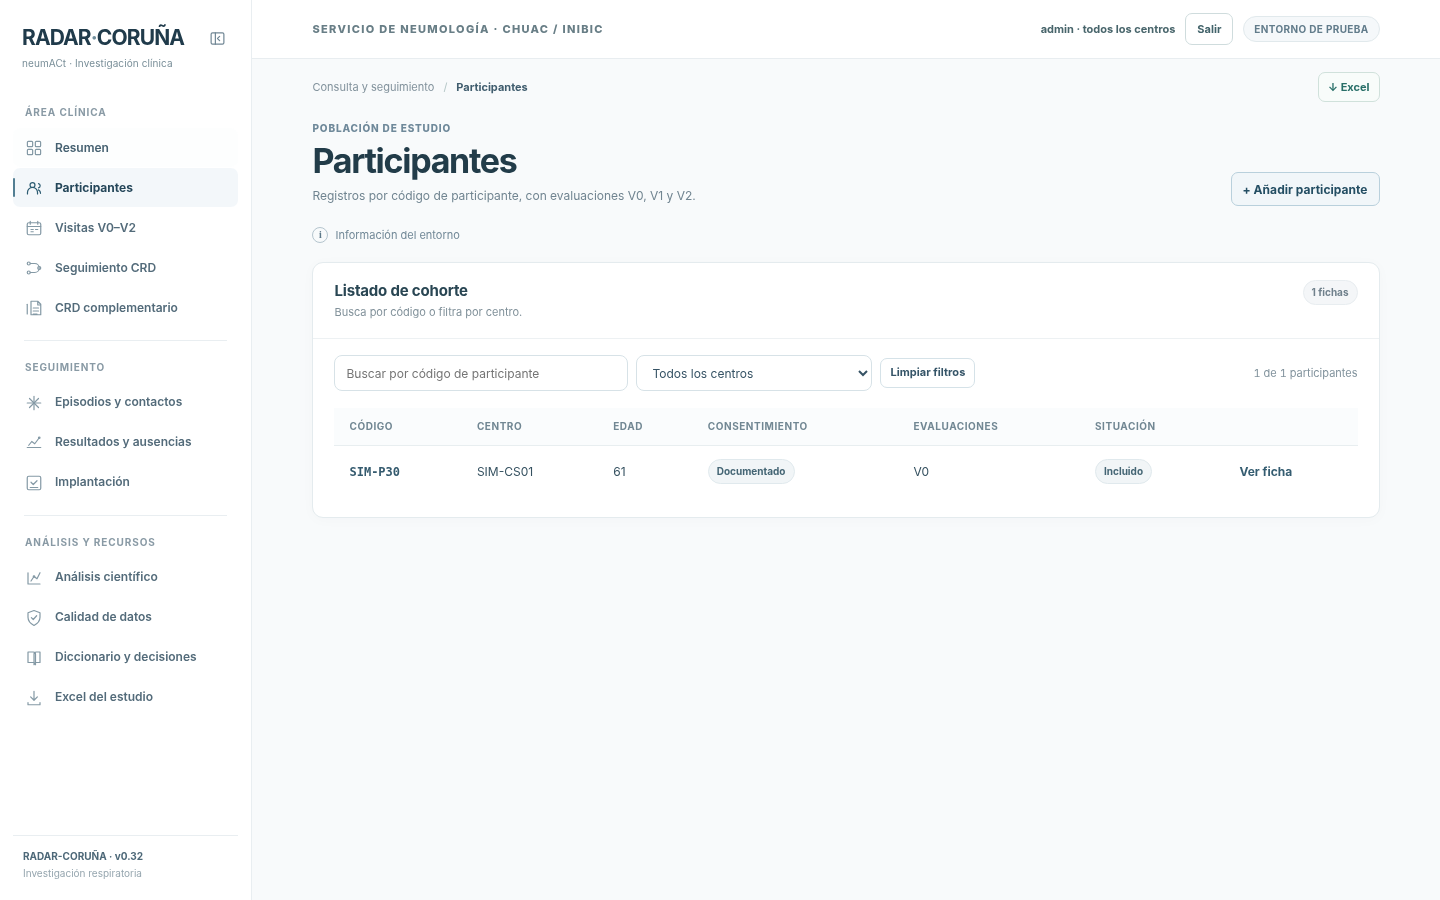 RADAR·CORUÑA
neumACt · Investigación clínica
ÁREA CLÍNICA
Resumen
Participantes
Visitas V0–V2
Seguimiento CRD
CRD complementario
SEGUIMIENTO
Episodios y contactos
Resultados y ausencias
Implantación
ANÁLISIS Y RECURSOS
Análisis científico
Calidad de datos
Diccionario y decisiones
Excel del estudio
RADAR-CORUÑA · v0.32
Investigación respiratoria
SERVICIO DE NEUMOLOGÍA · CHUAC / INIBIC
admin · todos los centros
Salir
ENTORNO DE PRUEBA
Consulta y seguimiento / Participantes
↓ Excel
POBLACIÓN DE ESTUDIO
Participantes
Registros por código de participante, con evaluaciones V0, V1 y V2.
+ Añadir participante
i Información del entorno
Listado de cohorte
Busca por código o filtra por centro.
1 fichas
Buscar por código de participante
Todos los centros
Limpiar filtros
1 de 1 participantes
CÓDIGO CENTRO EDAD CONSENTIMIENTO EVALUACIONES SITUACIÓN
SIM-P30 SIM-CS01 61 Documentado V0 Incluido Ver ficha